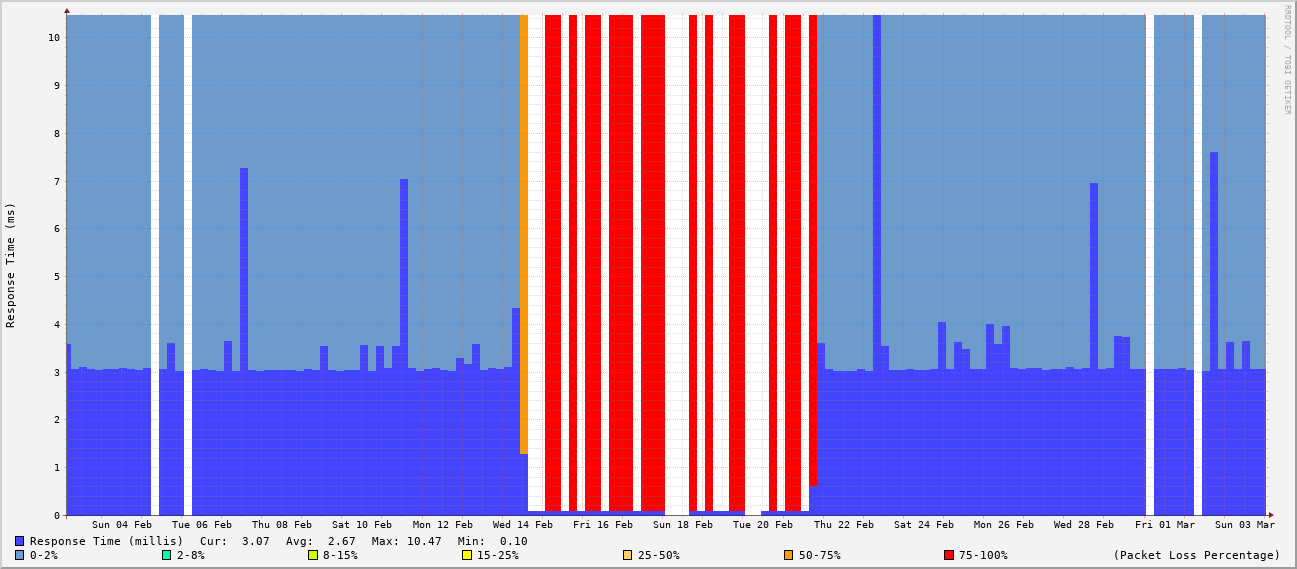 RRDTOOL / TOBI OETIKER
Response Time (ms)
10
9
8
7
6
5
4
3
2
1
0
Sun 04 Feb Tue 06 Feb Thu 08 Feb Sat 10 Feb Mon 12 Feb Wed 14 Feb Fri 16 Feb Sun 18 Feb Tue 20 Feb Thu 22 Feb Sat 24 Feb Mon 26 Feb Wed 28 Feb Fri 01 Mar Sun 03 Mar
Response Time (millis) Cur: 3.07 Avg: 2.67 Max: 10.47 Min: 0.10
0-2% 2-8% 8-15% 15-25% 25-50% 50-75% 75-100% (Packet Loss Percentage)